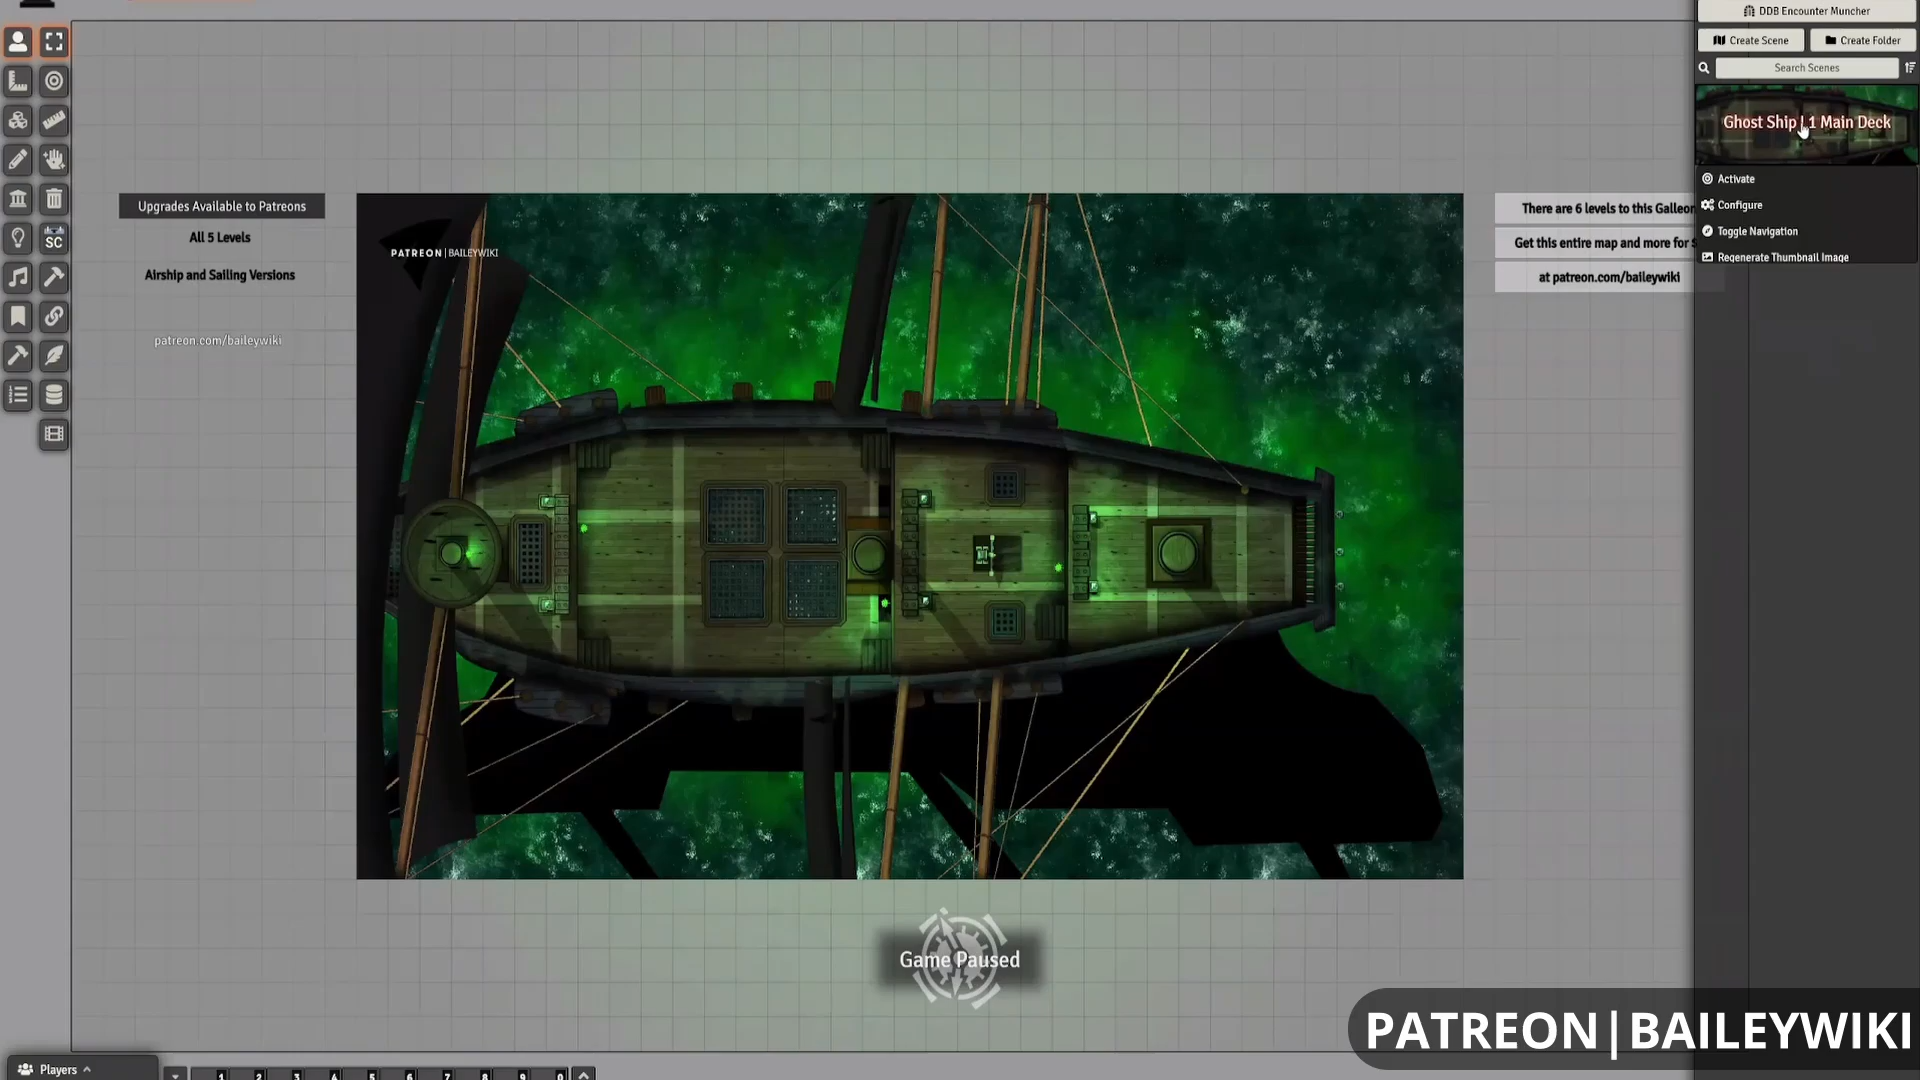 DDB Encounter Muncher
Create Scene
Create Folder
Search Scenes
Ghost Ship | 1 Main Deck
Activate
Configure
Toggle Navigation
Regenerate Thumbnail Image
SC
Upgrades Available to Patreons
All 5 Levels
Airship and Sailing Versions
patreon.com/baileywiki
PATREON | BAILEYWIKI
There are 6 levels to this Galleon
Get this entire map and more for
at patreon.com/baileywiki
Game Paused
PATREON|BAILEYWIKI
Players
1 2 3 4 5 6 7 8 9 0